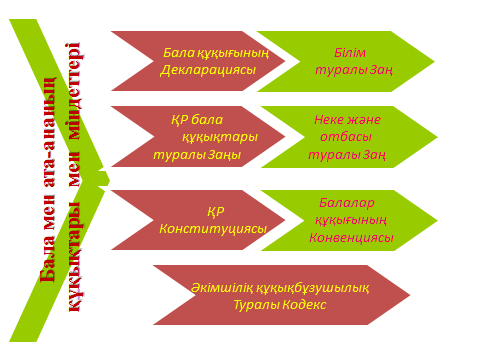 Бала мен ата-ананың
құқықтары мен міндеттері
Бала құқығының
Декларациясы
Білім
туралы Заң
ҚР бала
құқықтары
туралы Заңы
Неке және
отбасы
туралы Заң
ҚР
Конституциясы
Балалар
құқығының
Конвенциясы
Әкімшілің құқықбұзушылық
Туралы Кодекс